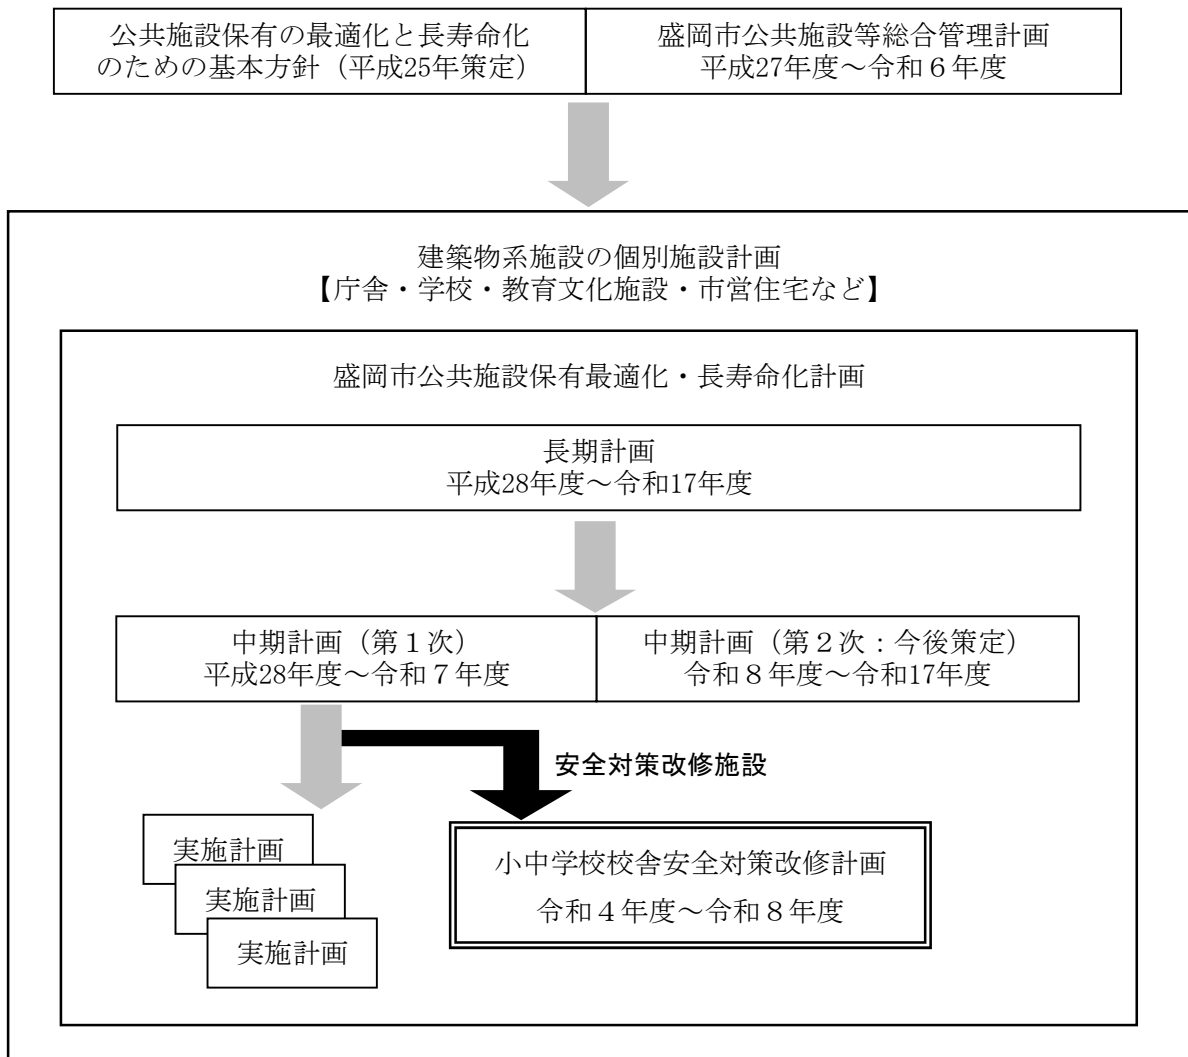 公共施設保有の最適化と長寿命化
のための基本方針（平成25年策定）
盛岡市公共施設等総合管理計画
平成27年度～令和６年度
建築物系施設の個別施設計画
【庁舎・学校・教育文化施設・市営住宅など】
盛岡市公共施設保有最適化・長寿命化計画
長期計画
平成28年度～令和17年度
中期計画（第１次）
平成28年度～令和７年度
中期計画（第２次：今後策定）
令和８年度～令和17年度
安全対策改修施設
実施計画
実施計画
実施計画
小中学校校舎安全対策改修計画
令和４年度～令和８年度